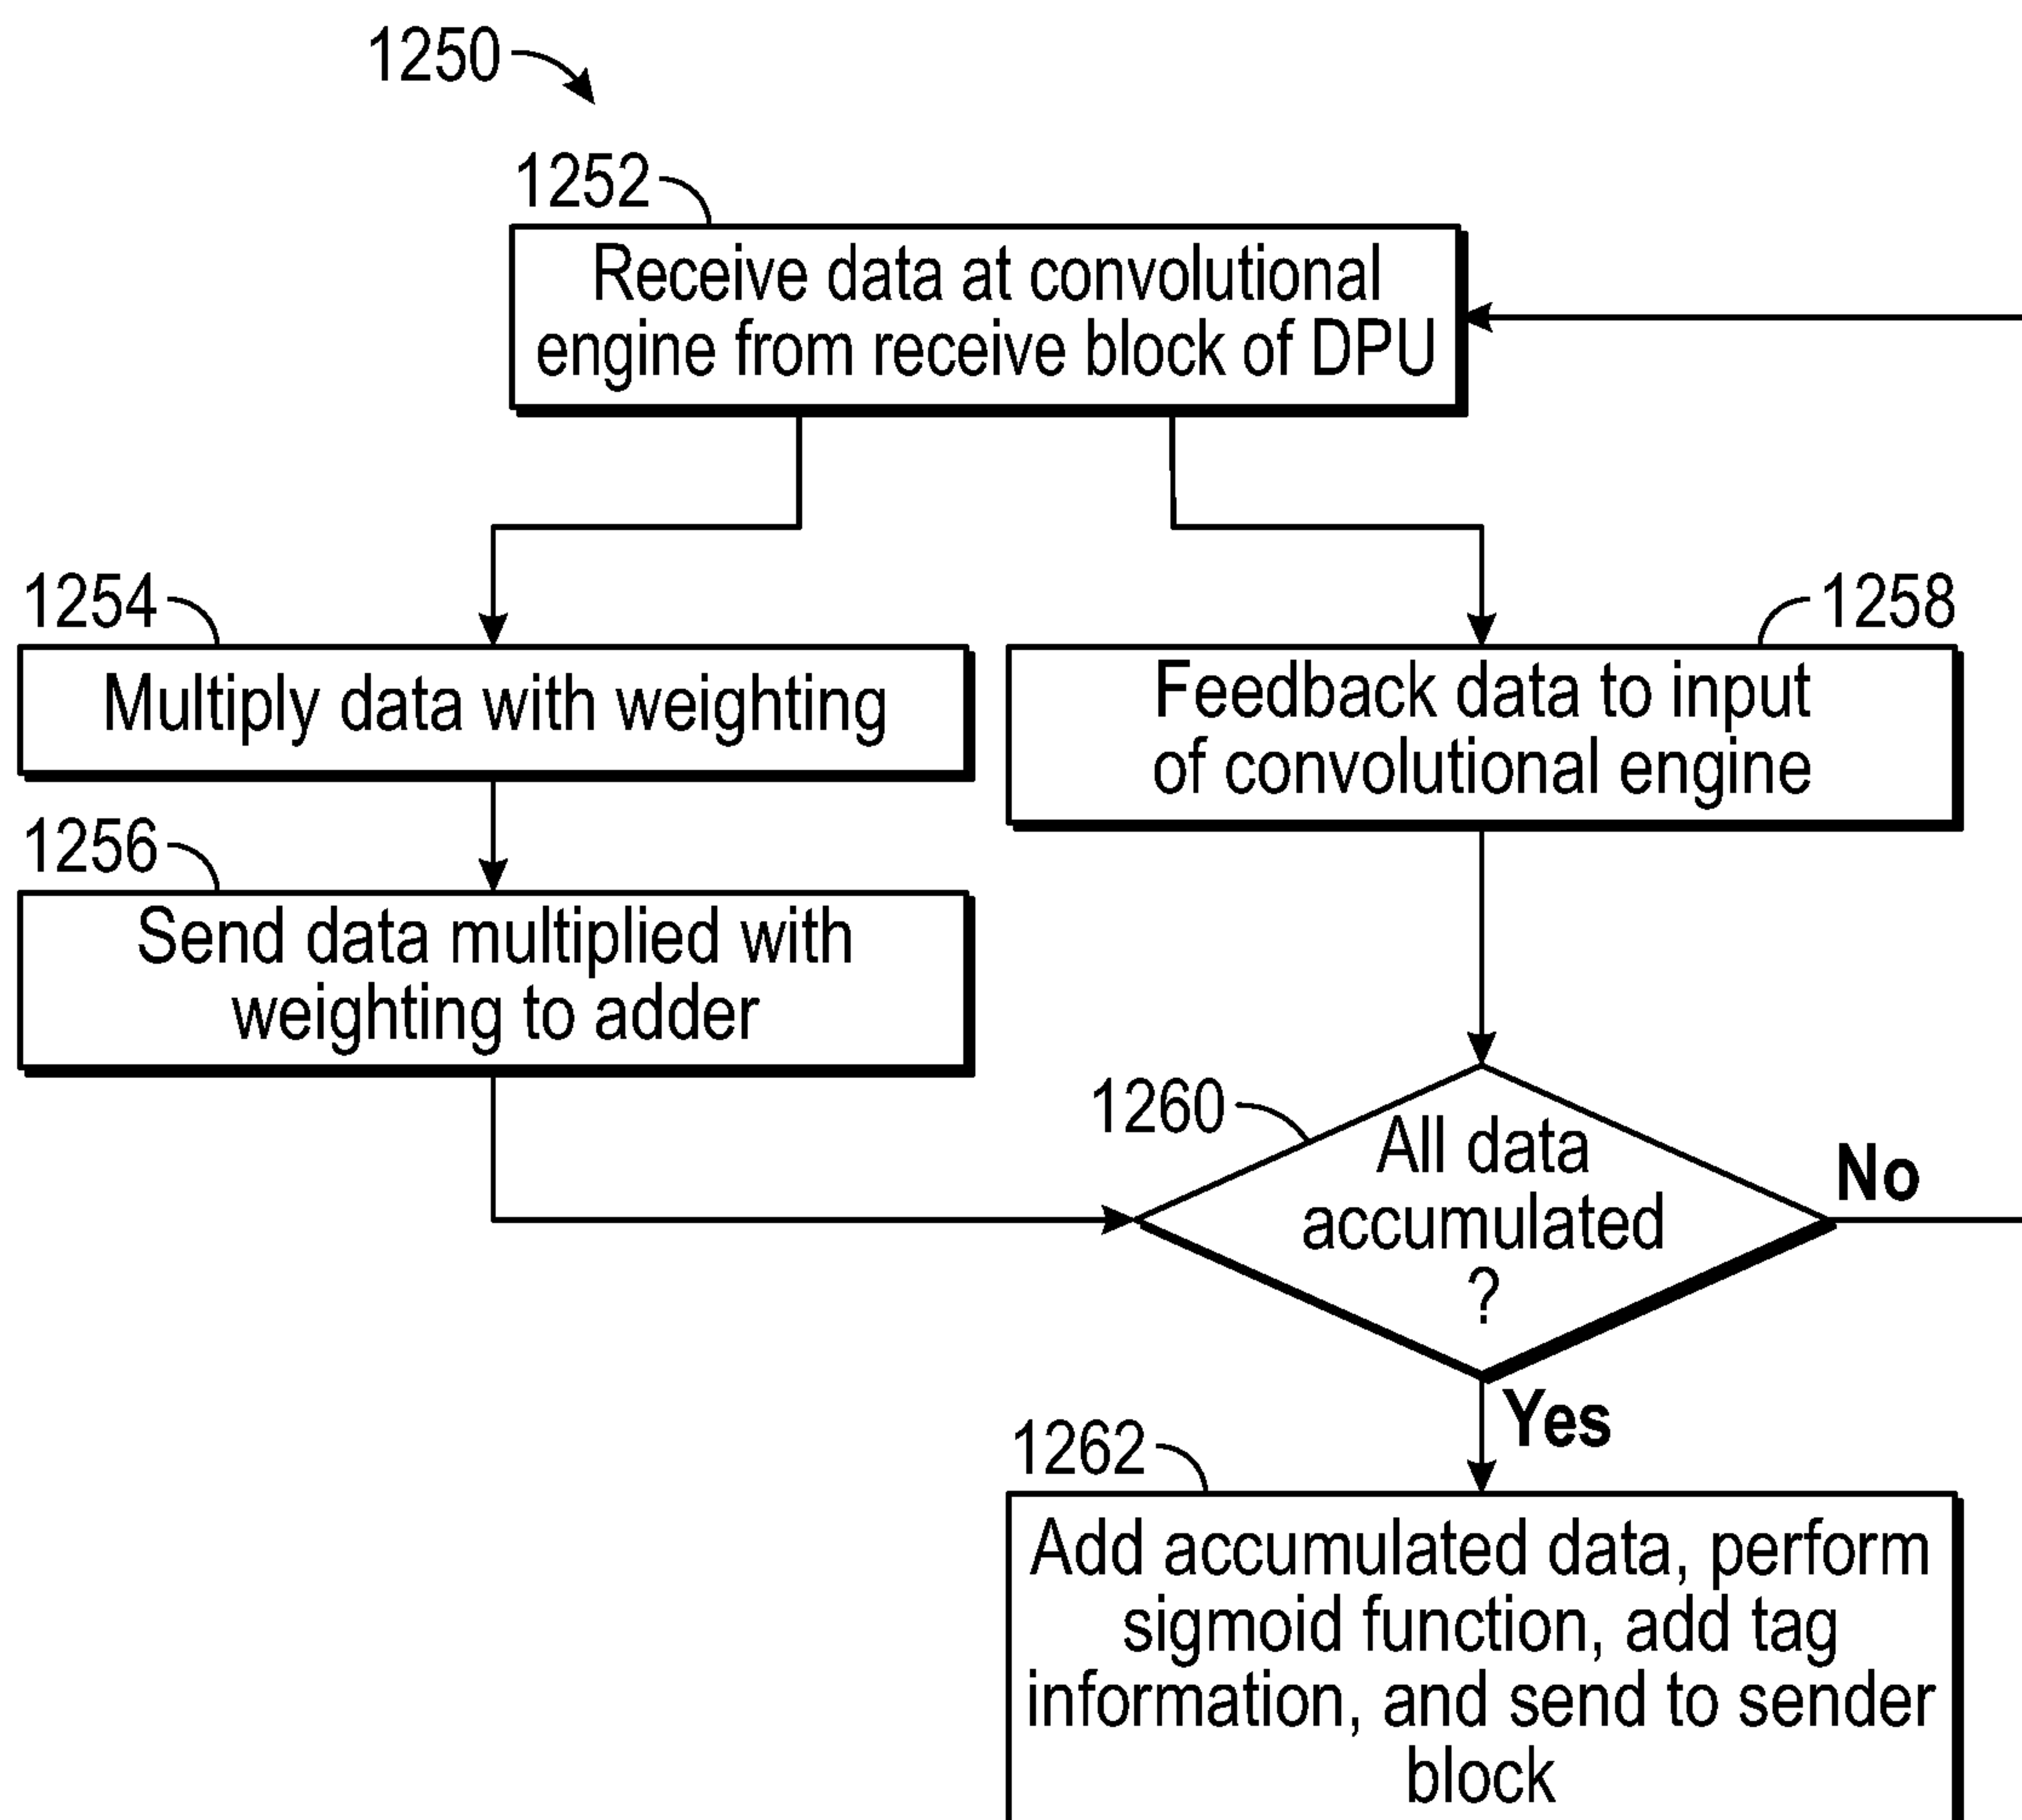 1250
1252
Receive data at convolutional
engine from receive block of DPU
1254
Multiply data with weighting
1258
Feedback data to input
of convolutional engine
1256
Send data multiplied with
weighting to adder
1260
All data
accumulated
?
No
Yes
1262
Add accumulated data, perform
sigmoid function, add tag
information, and send to sender
block